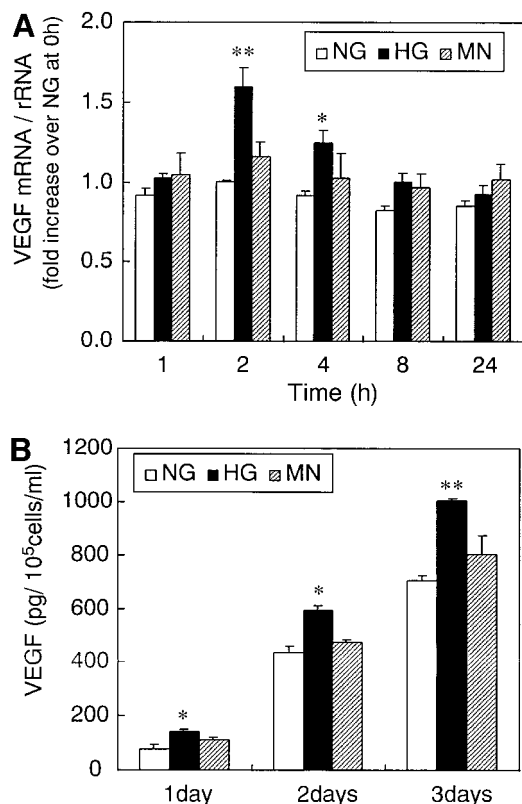 A
VEGF mRNA / rRNA
(fold increase over NG at 0h)
2.0
1.5
1.0
0.5
0.0
NG HG MN
**
*
1 2 4 8 24
Time (h)
B
VEGF (pg/ 10⁵cells/ml)
1200
1000
800
600
400
200
0
NG HG MN
*
*
**
1day 2days 3days